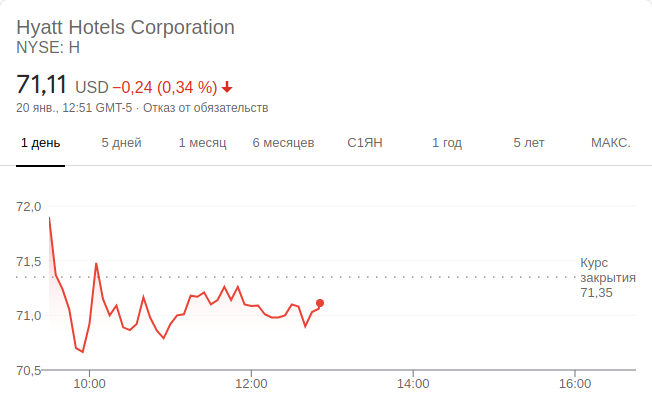 Hyatt Hotels Corporation
NYSE: H
71,11 USD −0,24 (0,34 %)
20 янв., 12:51 GMT-5 · Отказ от обязательств
1 день 5 дней 1 месяц 6 месяцев С1ЯН 1 год 5 лет МАКС.
72,0
71,5
Курс
закрытия
71,35
71,0
70,5
10:00 12:00 14:00 16:00